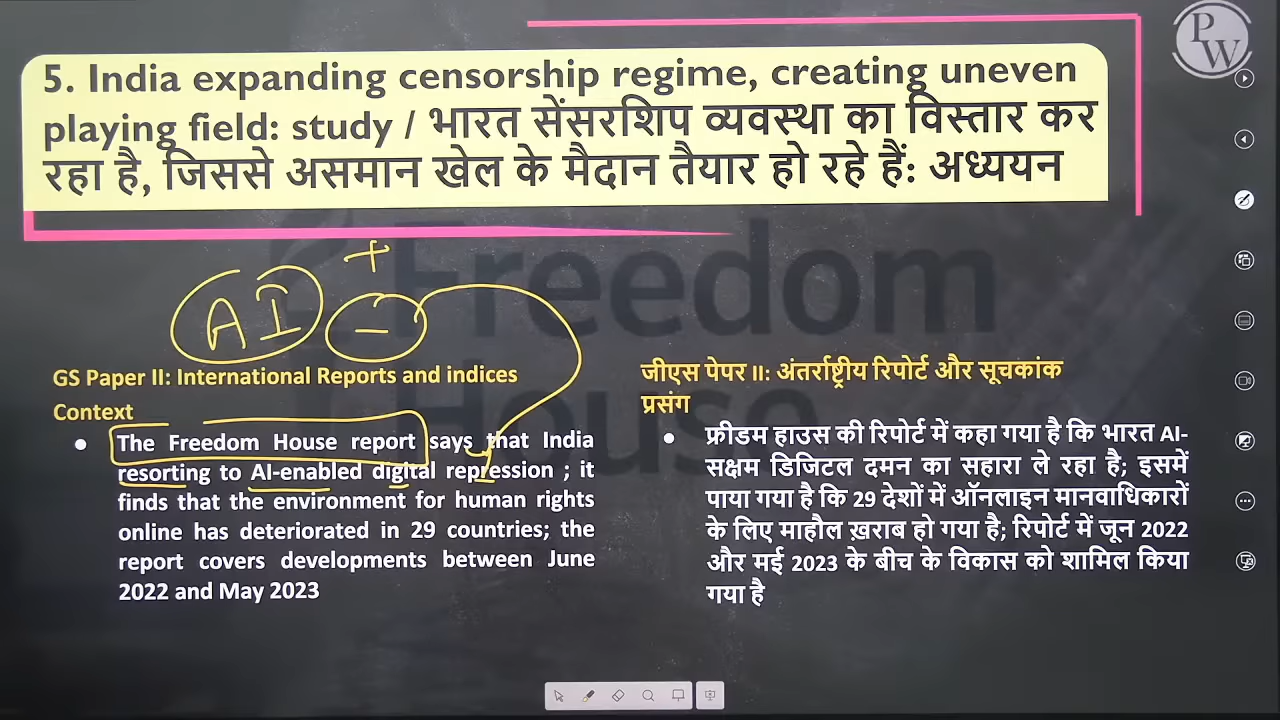 PW
5. India expanding censorship regime, creating uneven
playing field: study / भारत सेंसरशिप व्यवस्था का विस्तार कर
रहा है, जिससे असमान खेल के मैदान तैयार हो रहे हैं: अध्ययन
Freedom
House
+
AI -
GS Paper II: International Reports and indices
Context
• The Freedom House report says that India
resorting to AI-enabled digital repression ; it
finds that the environment for human rights
online has deteriorated in 29 countries; the
report covers developments between June
2022 and May 2023
जीएस पेपर II: अंतर्राष्ट्रीय रिपोर्ट और सूचकांक
प्रसंग
• फ्रीडम हाउस की रिपोर्ट में कहा गया है कि भारत AI-
सक्षम डिजिटल दमन का सहारा ले रहा है; इसमें
पाया गया है कि 29 देशों में ऑनलाइन मानवाधिकारों
के लिए माहौल ख़राब हो गया है; रिपोर्ट में जून 2022
और मई 2023 के बीच के विकास को शामिल किया
गया है